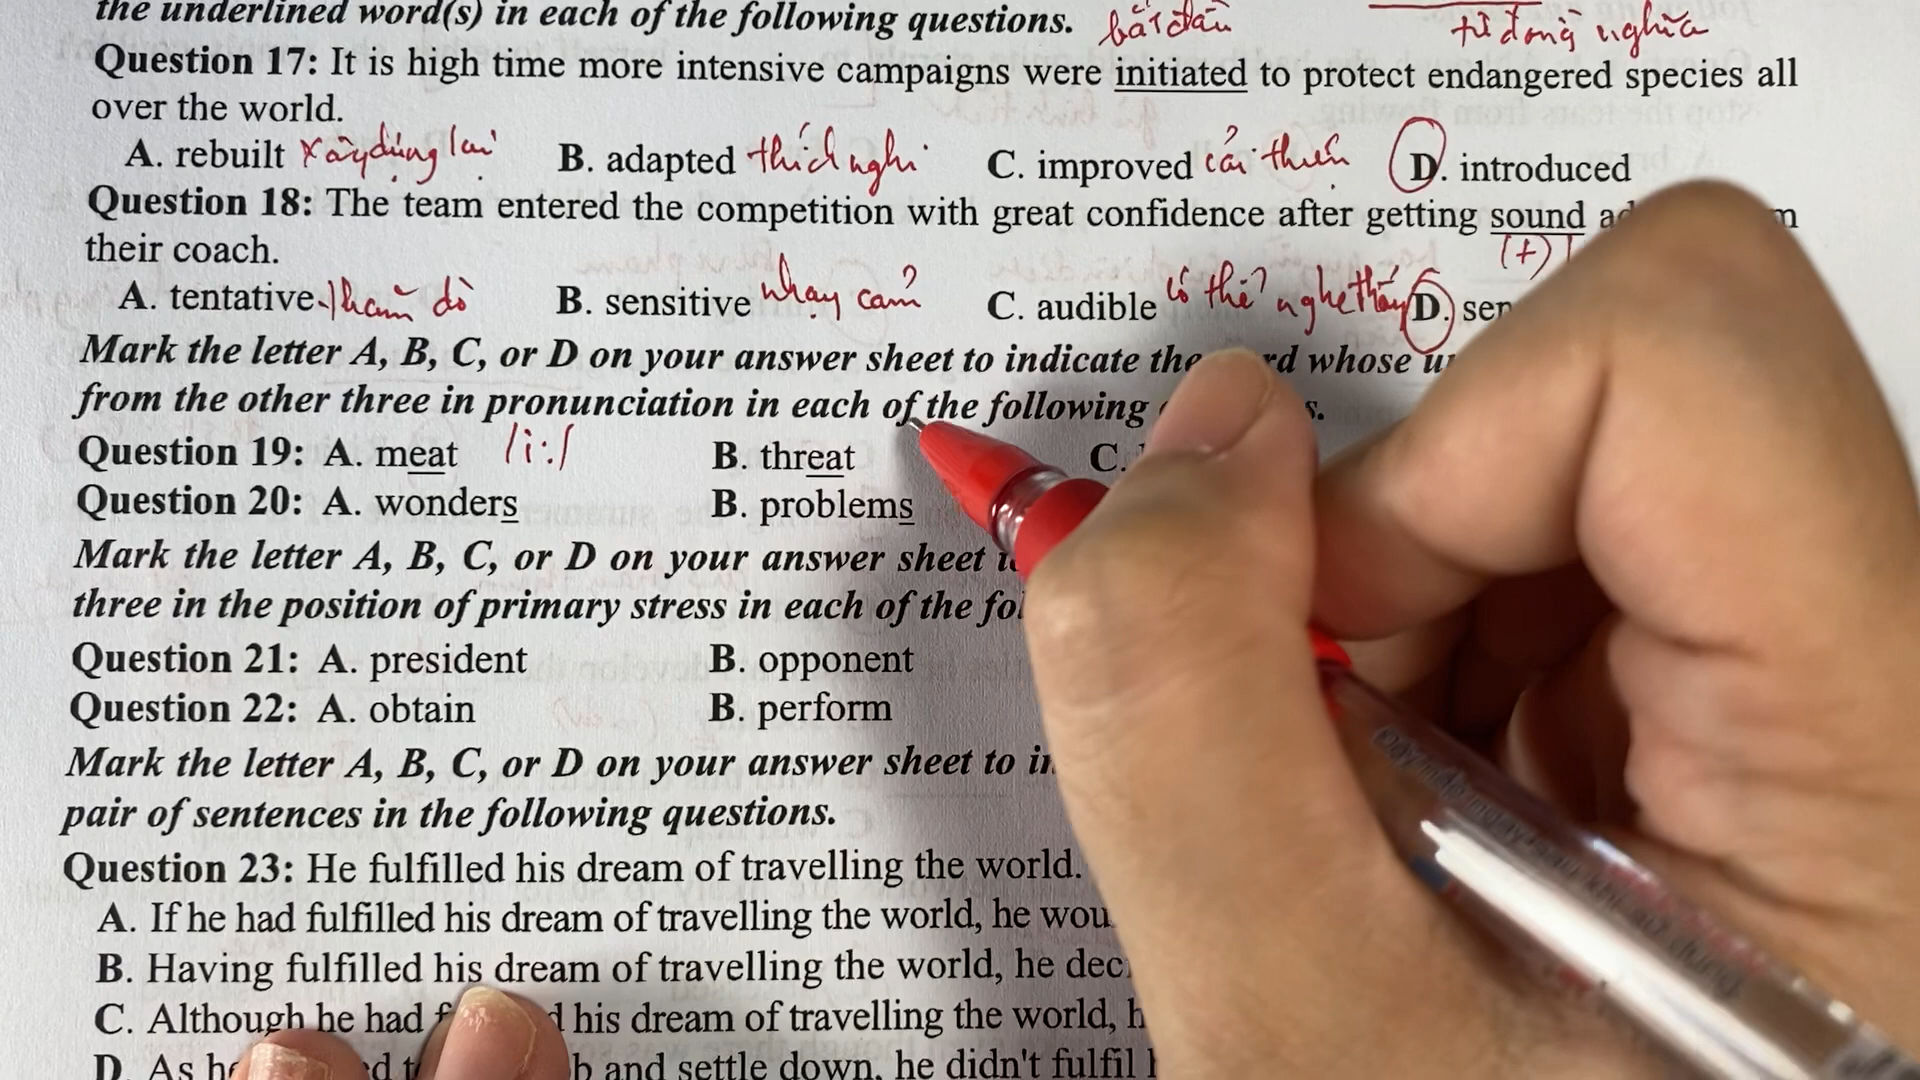 the underlined word(s) in each of the following questions. bắt đầu từ đồng nghĩa
Question 17: It is high time more intensive campaigns were initiated to protect endangered species all
over the world.
A. rebuilt xây dựng lại B. adapted thích nghi C. improved cải thiện D. introduced
Question 18: The team entered the competition with great confidence after getting sound
their coach. (+)
A. tentative thăm dò B. sensitive nhạy cảm C. audible có thể nghe thấy D.
Mark the letter A, B, C, or D on your answer sheet to indicate the whose
from the other three in pronunciation in each of the following
Question 19: A. meat /i:/ B. threat C.
Question 20: A. wonders B. problems
Mark the letter A, B, C, or D on your answer sheet
three in the position of primary stress in each of the
Question 21: A. president B. opponent
Question 22: A. obtain B. perform
Mark the letter A, B, C, or D on your answer sheet to
pair of sentences in the following questions.
Question 23: He fulfilled his dream of travelling the world.
A. If he had fulfilled his dream of travelling the world, he
B. Having fulfilled his dream of travelling the world, he
C. Although he had his dream of travelling the world,
D. As and settle down, he didn't fulfil